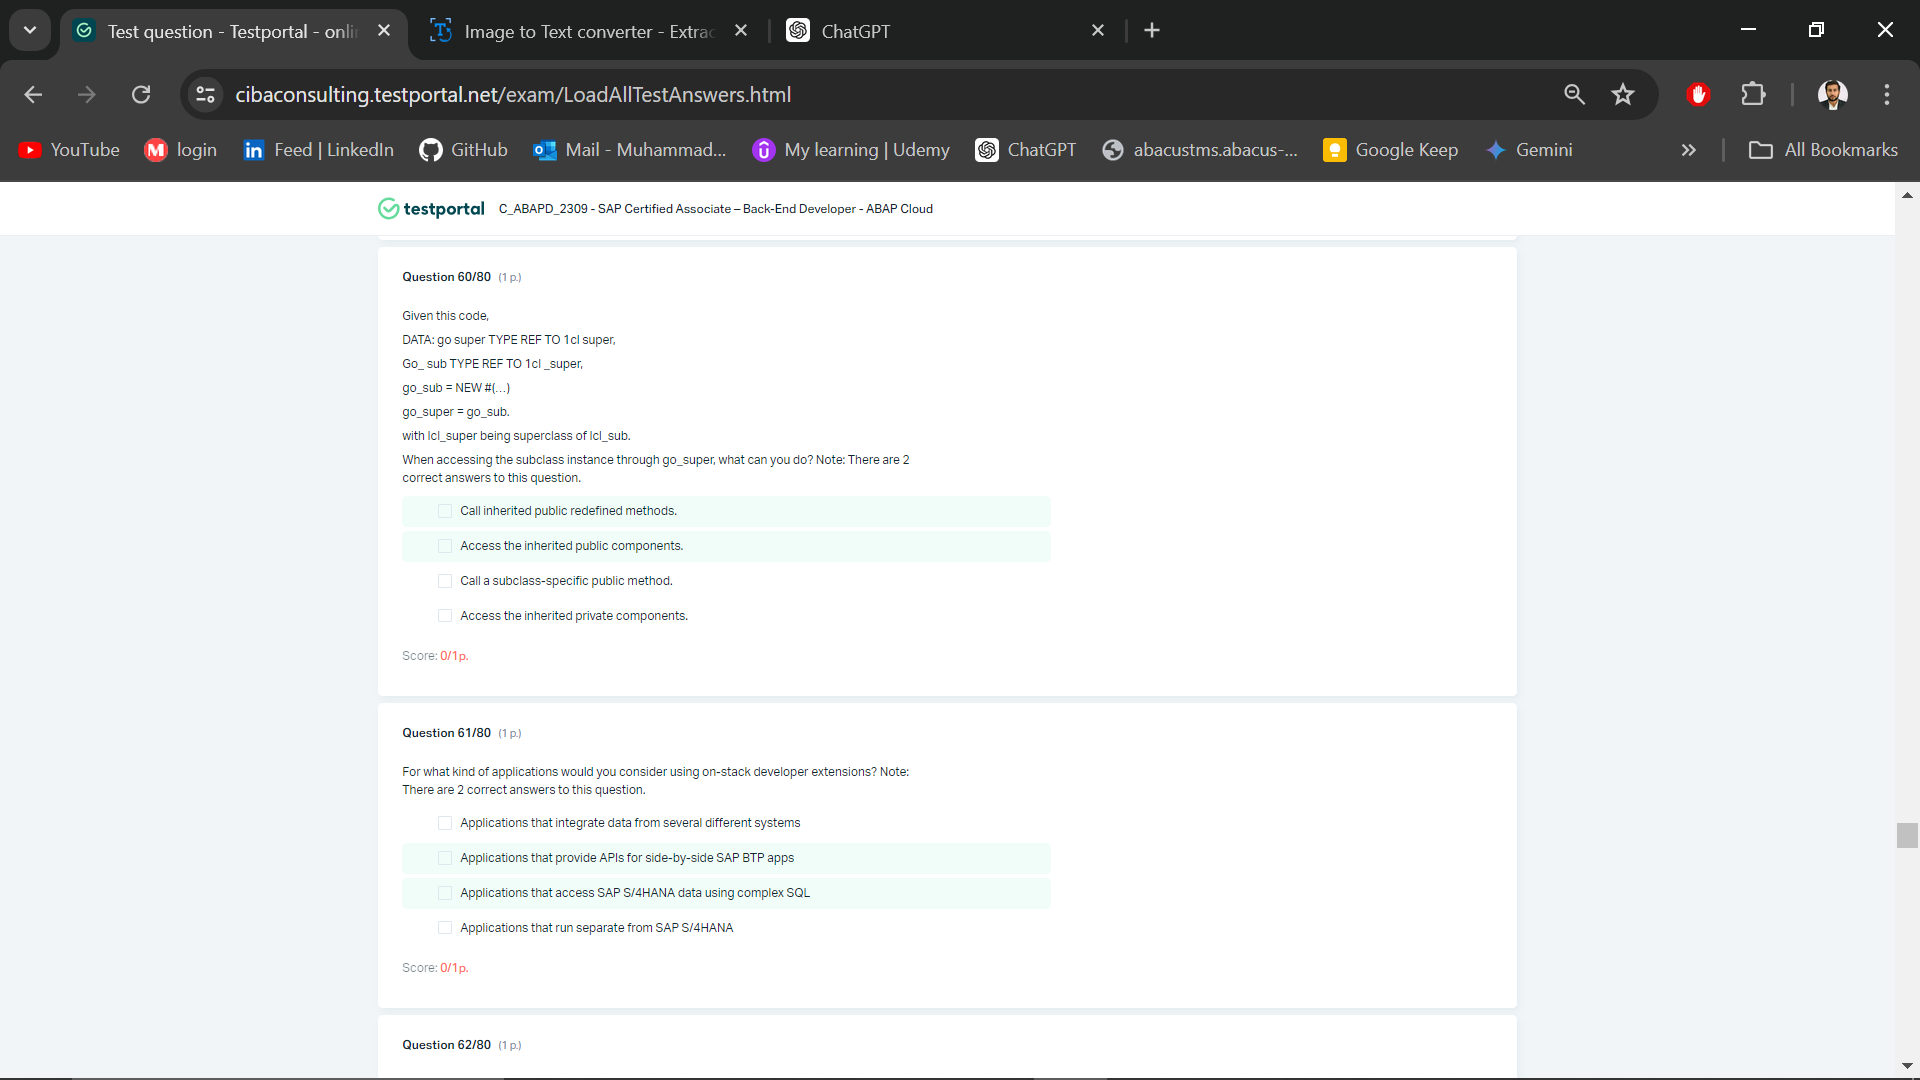 Test question - Testportal - onlin
Image to Text converter - Extrac
ChatGPT
cibaconsulting.testportal.net/exam/LoadAllTestAnswers.html
YouTube
login
Feed | LinkedIn
GitHub
Mail - Muhammad...
My learning | Udemy
ChatGPT
abacustms.abacus-...
Google Keep
Gemini
All Bookmarks
testportal C_ABAPD_2309 - SAP Certified Associate – Back-End Developer - ABAP Cloud
Question 60/80 (1 p.)
Given this code,
DATA: go super TYPE REF TO 1cl super,
Go_ sub TYPE REF TO 1cl _super,
go_sub = NEW #(...)
go_super = go_sub.
with lcl_super being superclass of lcl_sub.
When accessing the subclass instance through go_super, what can you do? Note: There are 2
correct answers to this question.
Call inherited public redefined methods.
Access the inherited public components.
Call a subclass-specific public method.
Access the inherited private components.
Score: 0/1 p.
Question 61/80 (1 p.)
For what kind of applications would you consider using on-stack developer extensions? Note:
There are 2 correct answers to this question.
Applications that integrate data from several different systems
Applications that provide APIs for side-by-side SAP BTP apps
Applications that access SAP S/4HANA data using complex SQL
Applications that run separate from SAP S/4HANA
Score: 0/1 p.
Question 62/80 (1 p.)